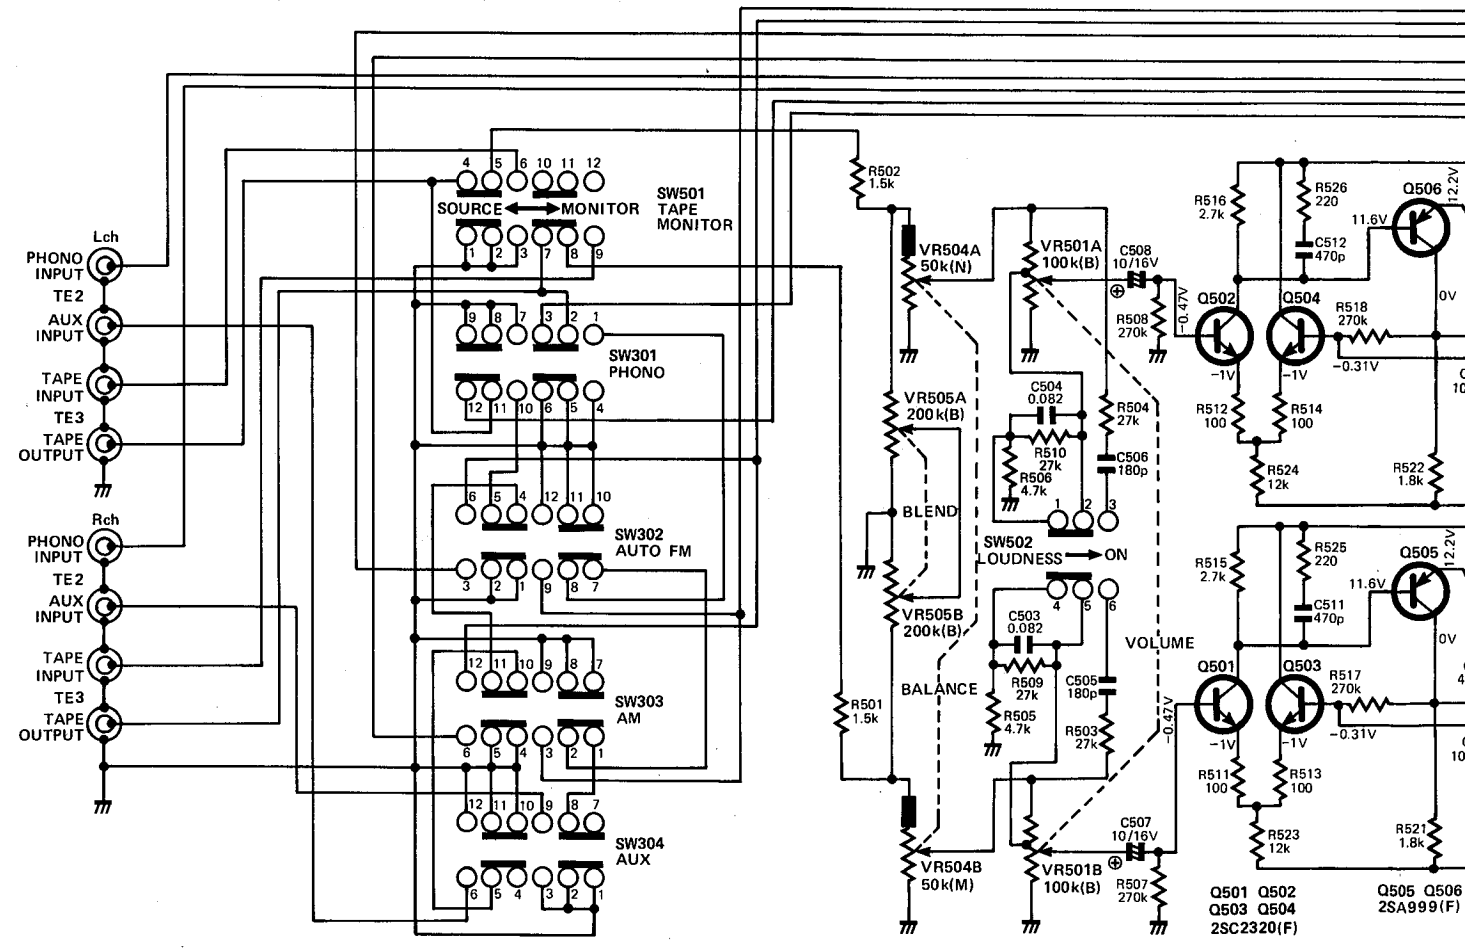 Lch
PHONO
INPUT
TE2
AUX
INPUT
TAPE
INPUT
TE3
TAPE
OUTPUT
Rch
PHONO
INPUT
TE2
AUX
INPUT
TAPE
INPUT
TE3
TAPE
OUTPUT
4 5 6 10 11 12
SOURCE MONITOR
1 2 3 7 8 9
SW501
TAPE
MONITOR
9 8 7 3 2 1
12 11 10 6 5 4
SW301
PHONO
6 5 4 12 11 10
3 2 1 9 8 7
SW302
AUTO FM
12 11 10 9 8 7
6 5 4 3 2 1
SW303
AM
12 11 10 9 8 7
6 5 4 3 2 1
SW304
AUX
R502
1.5k
VR504A
50k(N)
VR505A
200k(B)
BLEND
VR505B
200k(B)
BALANCE
R501
1.5k
VR504B
50k(M)
VR501A
100k(B)
C504
0.082
R510
27k
R506
4.7k
R504
27k
C506
180p
1 2 3
SW502
LOUDNESS ON
4 5 6
C503
0.082
R509
27k
R505
4.7k
C505
180p
R503
27k
VOLUME
VR501B
100k(B)
C508
10/16V
R508
270k
-0.47V
C507
10/16V
R507
270k
-0.47V
R516
2.7k
R526
220
C512
470p
11.6V
Q506
12.2V
Q502
Q504
R518
270k
0V
-1V
-1V
-0.31V
R512
100
R514
100
R524
12k
R522
1.8k
10
R515
2.7k
R525
220
C511
470p
11.6V
Q505
12.2V
Q501
Q503
R517
270k
0V
4
-1V
-1V
-0.31V
R511
100
R513
100
R523
12k
R521
1.8k
10
Q501 Q502
Q503 Q504
2SC2320(F)
Q505 Q506
2SA999(F)